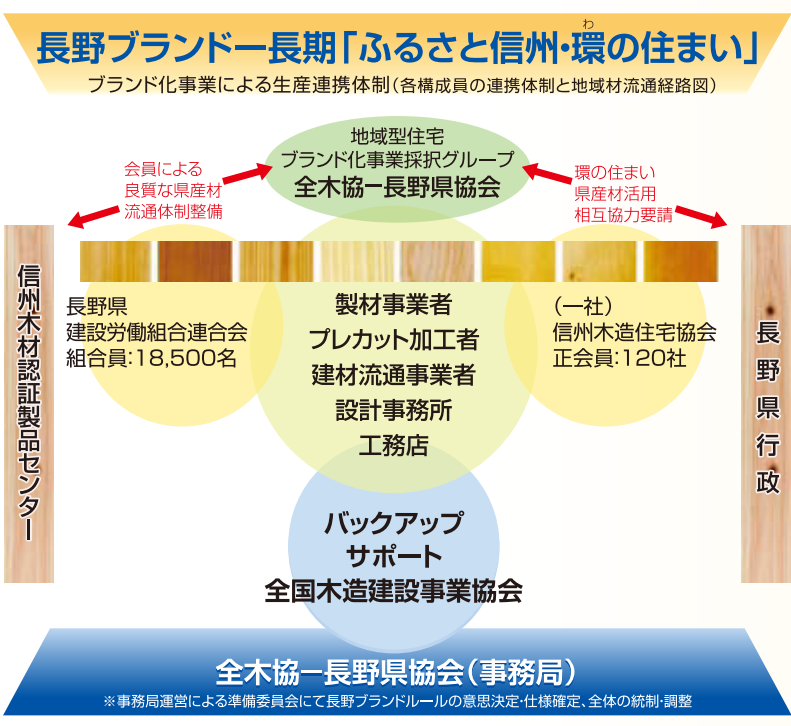 わ
長野ブランドー長期「ふるさと信州・環の住まい」
ブランド化事業による生産連携体制（各構成員の連携体制と地域材流通経路図）
地域型住宅
ブランド化事業採択グループ
全木協ー長野県協会
会員による
良質な県産材
流通体制整備
環の住まい
県産材活用
相互協力要請
信州木材認証製品センター
長野県
建設労働組合連合会
組合員：18,500名
製材事業者
プレカット加工者
建材流通事業者
設計事務所
工務店
（一社）
信州木造住宅協会
正会員：120社
長野県行政
バックアップ
サポート
全国木造建設事業協会
全木協ー長野県協会（事務局）
※事務局運営による準備委員会にて長野ブランドルールの意思決定・仕様確定、全体の統制・調整